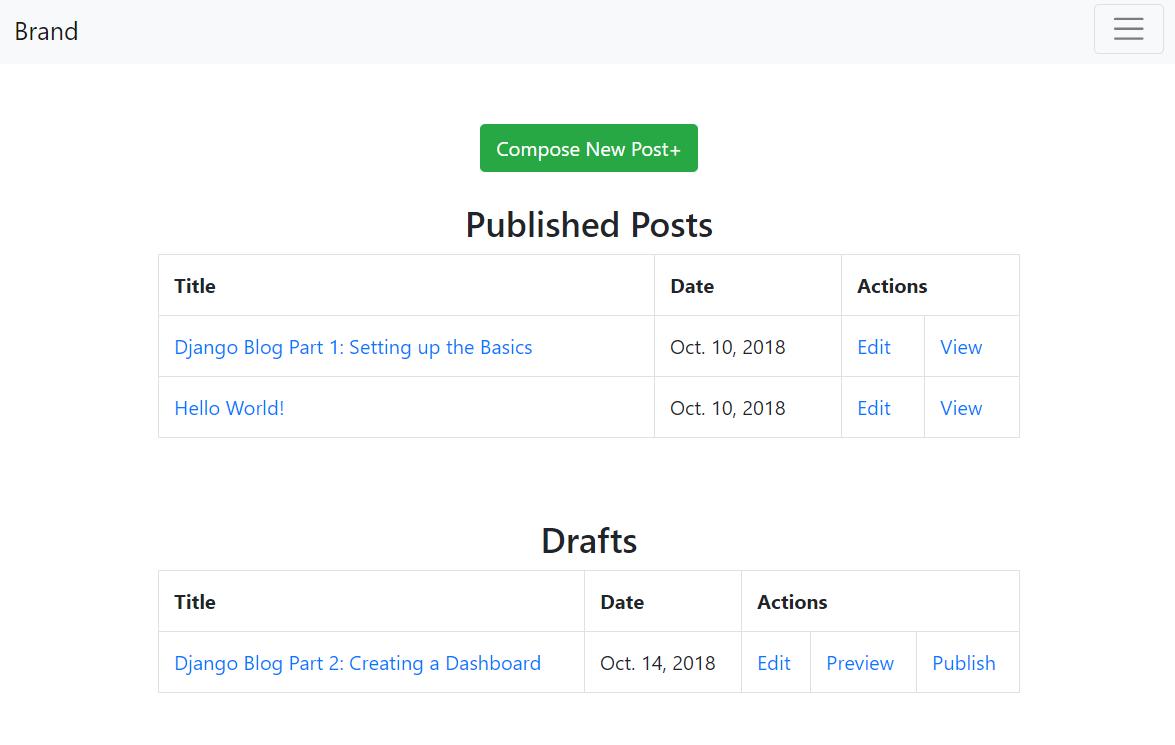 Brand
Compose New Post+
Published Posts
Title Date Actions
Django Blog Part 1: Setting up the Basics Oct. 10, 2018 Edit View
Hello World! Oct. 10, 2018 Edit View
Drafts
Title Date Actions
Django Blog Part 2: Creating a Dashboard Oct. 14, 2018 Edit Preview Publish